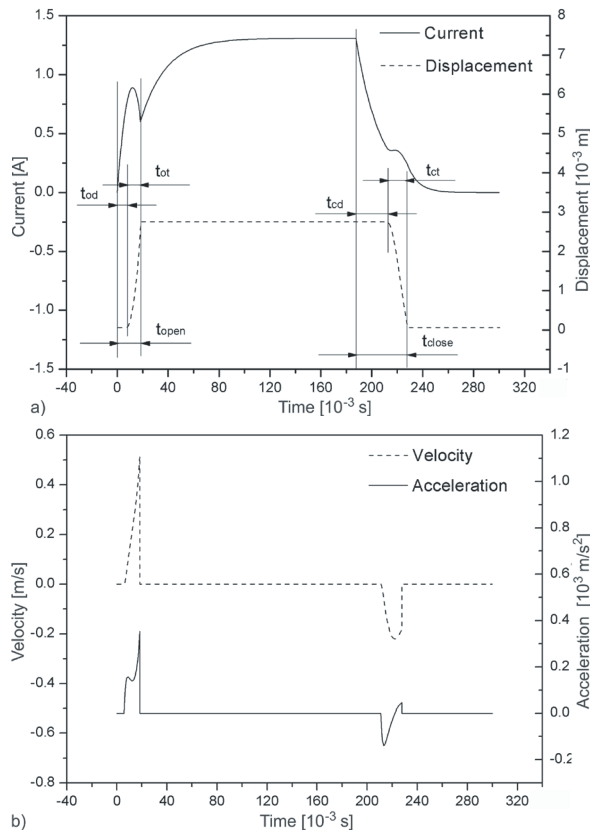 a)
Current [A]
1.5
1.0
0.5
0.0
-0.5
-1.0
-1.5
Current
Displacement
tot
tod
topen
tct
tcd
tclose
8
7
6
5
4
3
2
1
0
-1
Displacement [10-3 m]
-40 0 40 80 120 160 200 240 280 320
Time [10-3 s]
a)
Velocity [m/s]
0.6
0.4
0.2
0.0
-0.2
-0.4
-0.6
-0.8
Velocity
Acceleration
1.2
1.0
0.8
0.6
0.4
0.2
0.0
-0.2
Acceleration [103 m/s2]
-40 0 40 80 120 160 200 240 280 320
Time [10-3 s]
b)